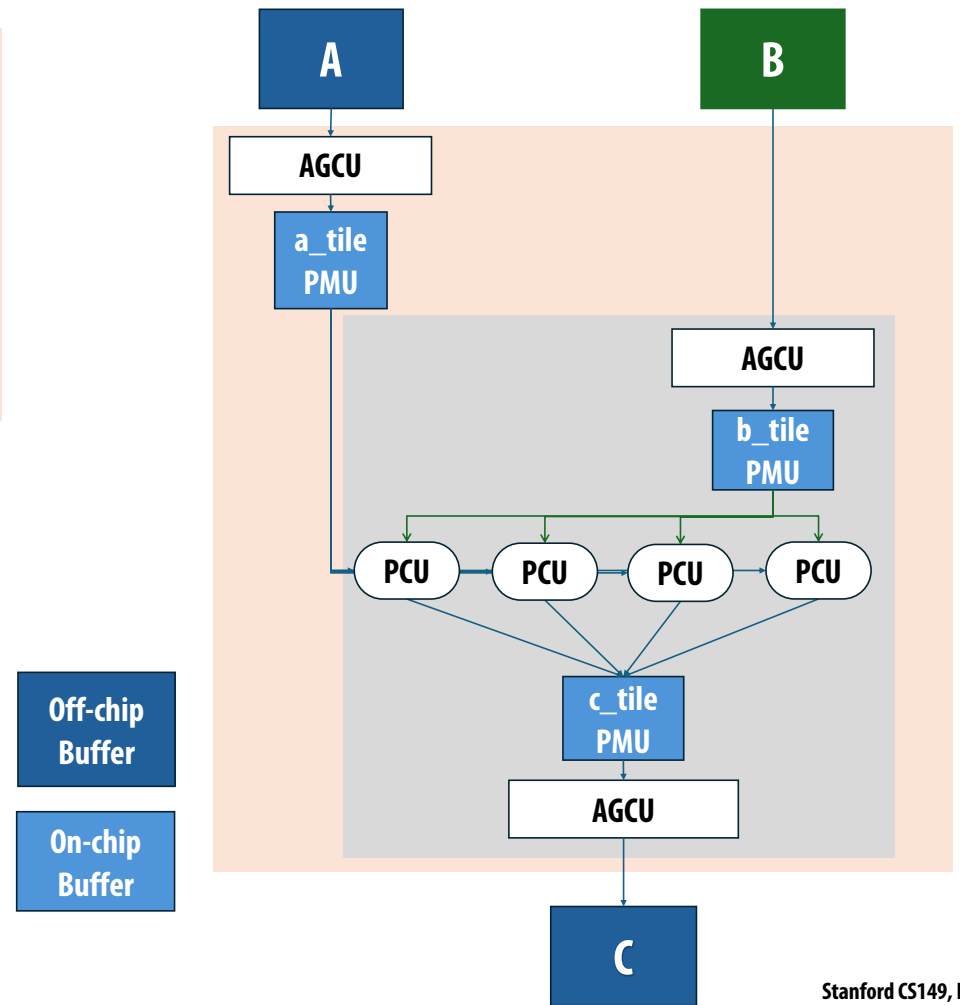 A
B
AGCU
a_tile
PMU
AGCU
b_tile
PMU
PCU
PCU
PCU
PCU
c_tile
PMU
Off-chip
Buffer
AGCU
On-chip
Buffer
C
Stanford CS149,